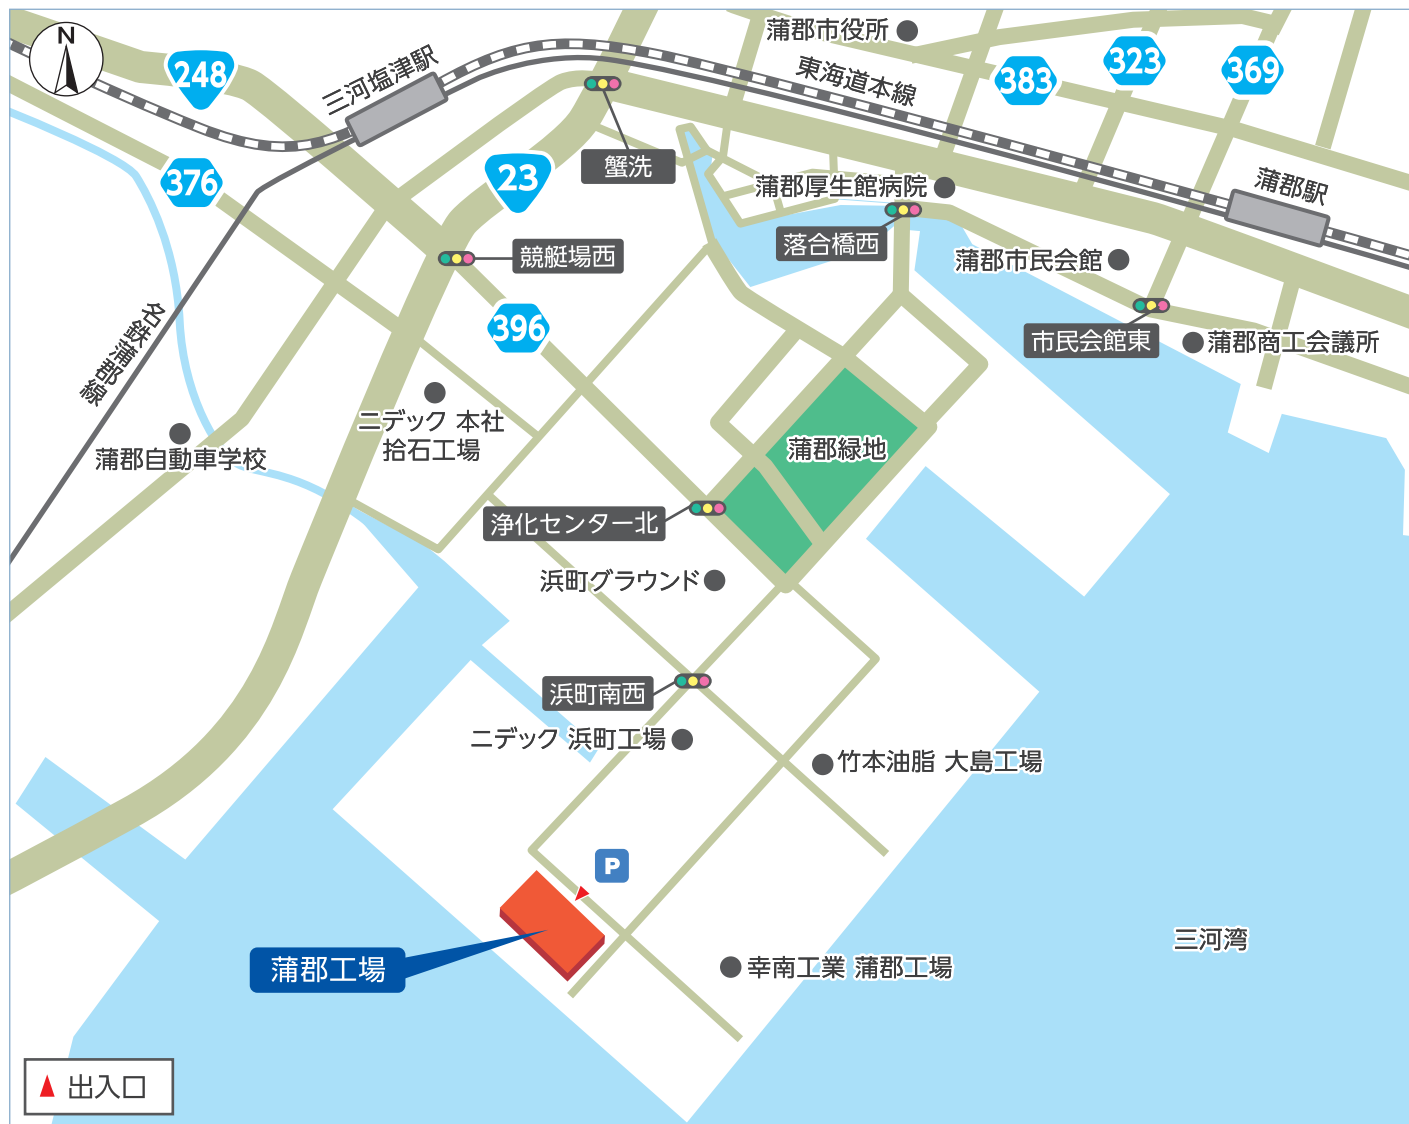 N
248
三河塩津駅
蒲郡市役所
東海道本線
383
323
369
376
23
蟹洗
蒲郡厚生館病院
蒲郡駅
落合橋西
競艇場西
蒲郡市民会館
396
市民会館東
蒲郡商工会議所
名鉄蒲郡線
ニデック 本社
拾石工場
蒲郡自動車学校
蒲郡緑地
浄化センター北
浜町グラウンド
浜町南西
ニデック 浜町工場
竹本油脂 大島工場
P
三河湾
蒲郡工場
幸南工業 蒲郡工場
出入口